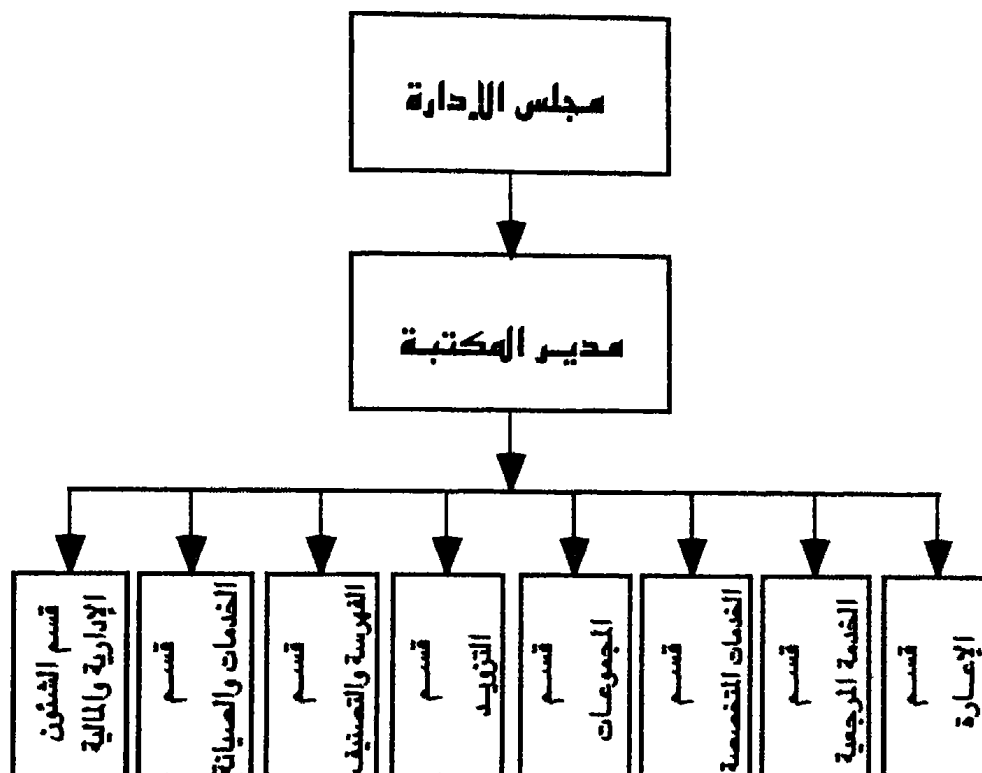 مجلس الإدارة
مدير المكتبة
قسم
الإعارة
قسم
الخدمة المرجعية
قسم
الخدمات المتخصصة
قسم
المجموعات
قسم
التزويد
قسم
الفهرسة والتصنيف
قسم
الخدمات والصيانة
قسم الشئون
الإدارية والمالية